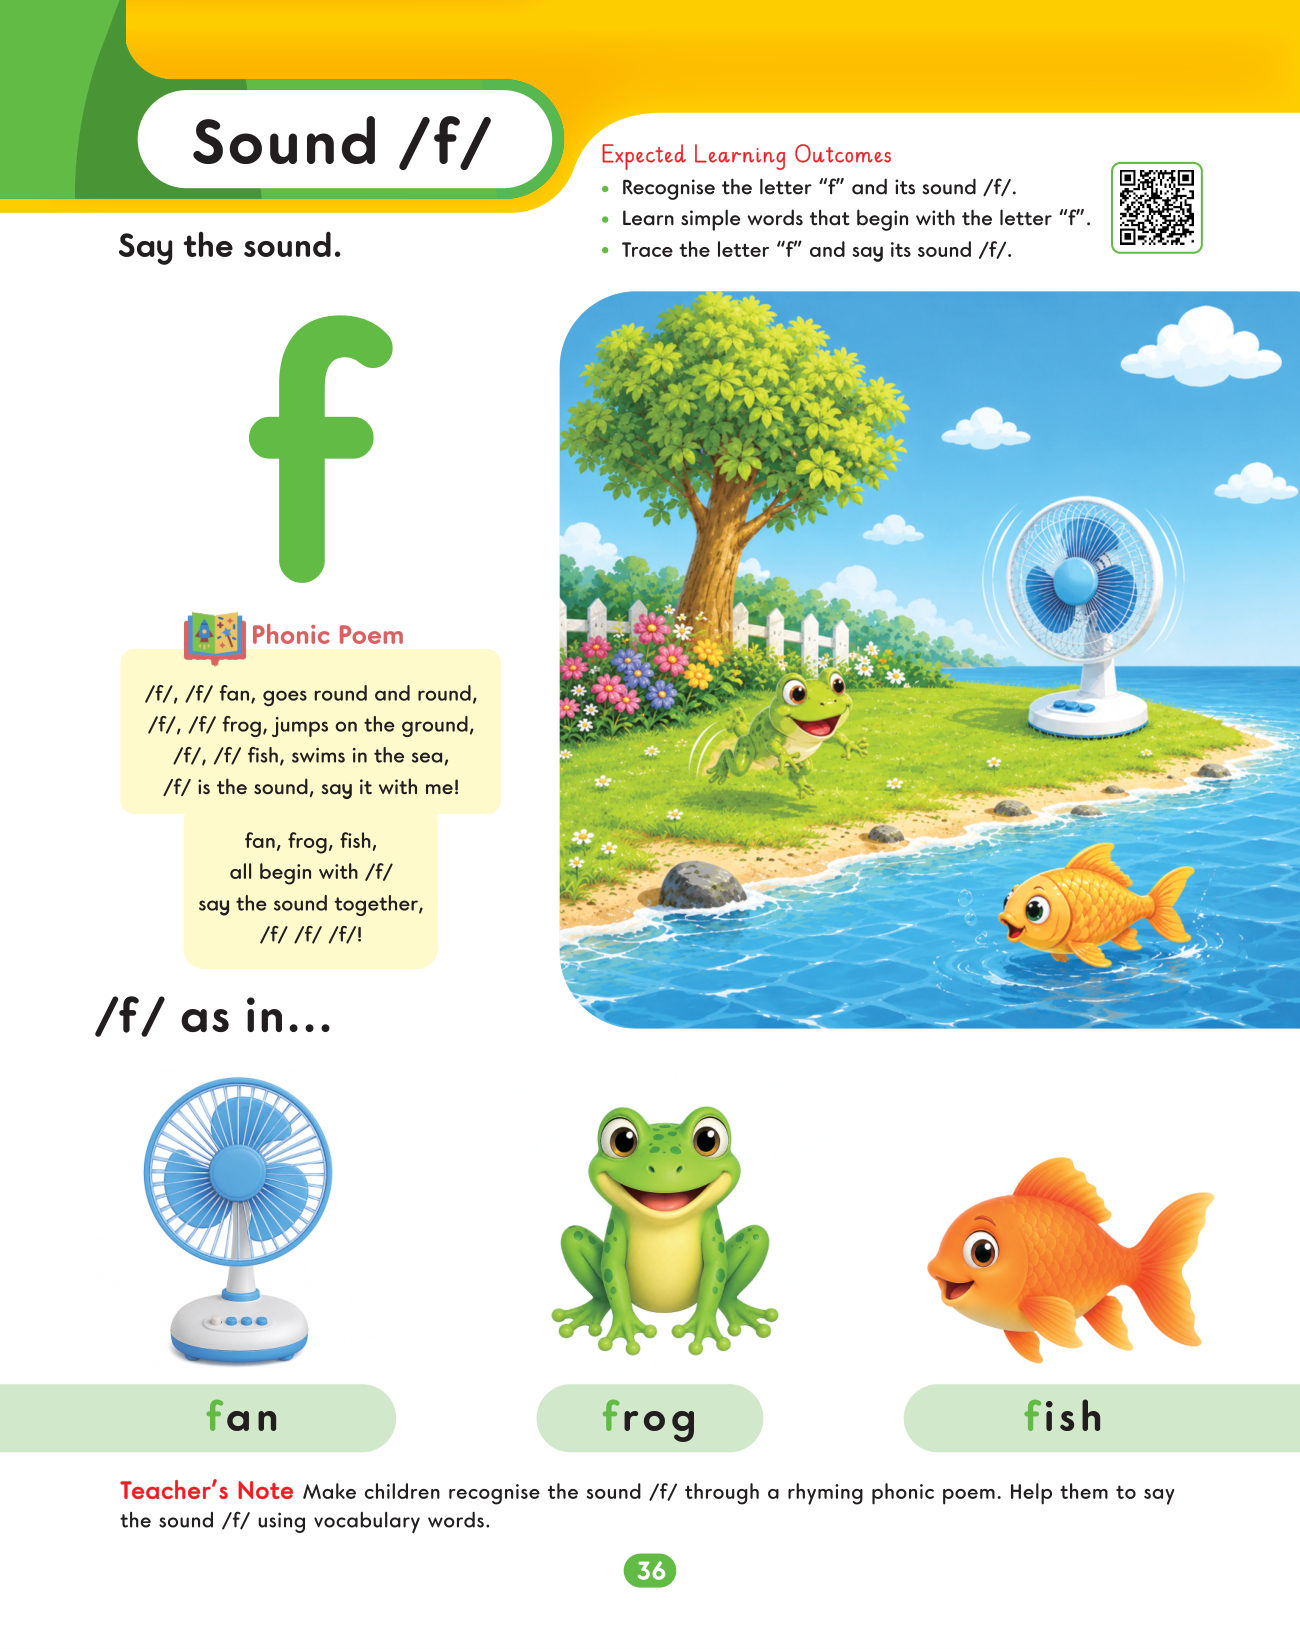 Sound /f/
Expected Learning Outcomes
• Recognise the letter “f” and its sound /f/.
• Learn simple words that begin with the letter “f”.
• Trace the letter “f” and say its sound /f/.
Say the sound.
f
Phonic Poem
/f/, /f/ fan, goes round and round,
/f/, /f/ frog, jumps on the ground,
/f/, /f/ fish, swims in the sea,
/f/ is the sound, say it with me!
fan, frog, fish,
all begin with /f/
say the sound together,
/f/ /f/ /f/!
/f/ as in...
fan
frog
fish
Teacher’s Note Make children recognise the sound /f/ through a rhyming phonic poem. Help them to say
the sound /f/ using vocabulary words.
36